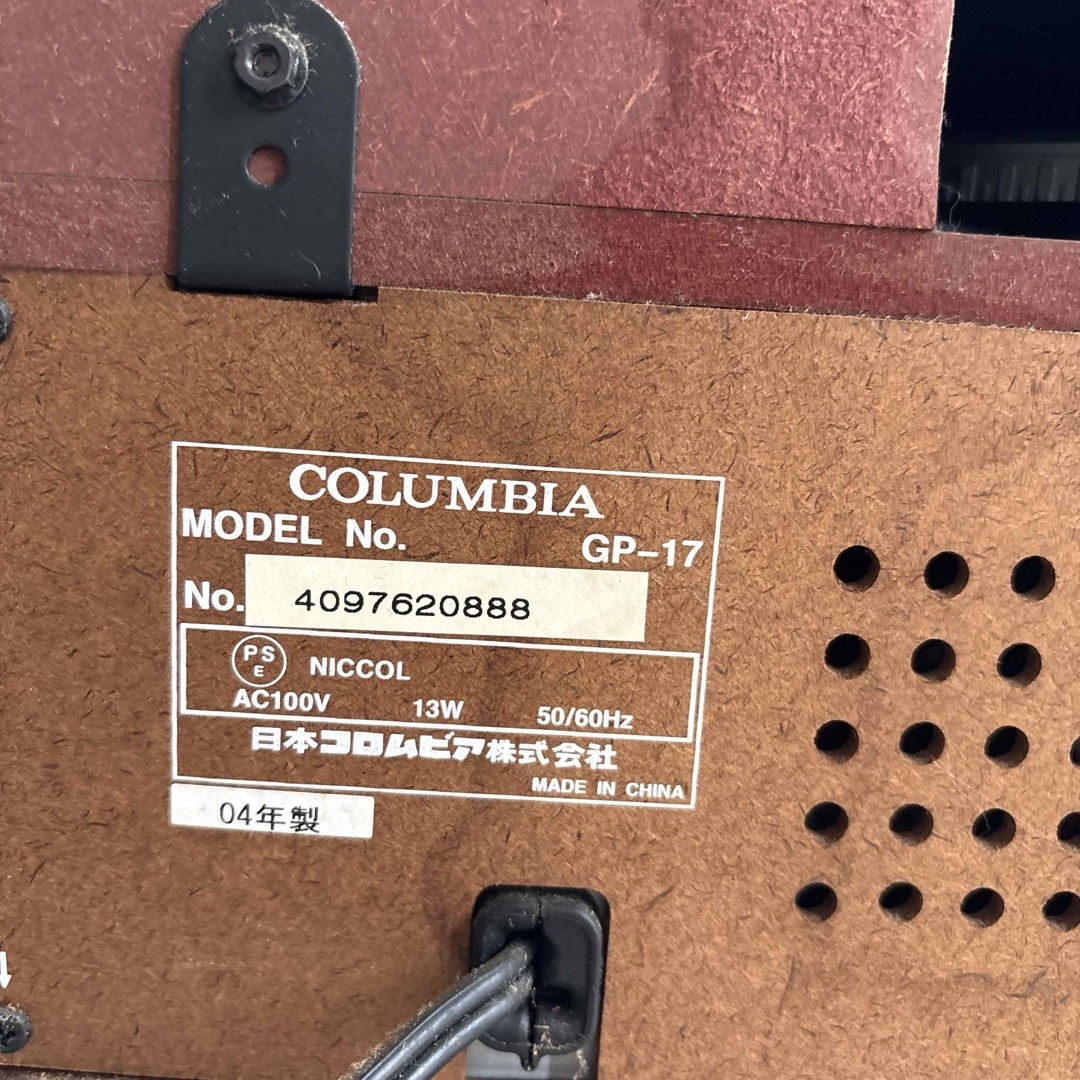 COLUMBIA
MODEL No. GP-17
No. 4097620888
PSE NICCOL
AC100V 13W 50/60Hz
日本コロムビア株式会社
MADE IN CHINA
04年製